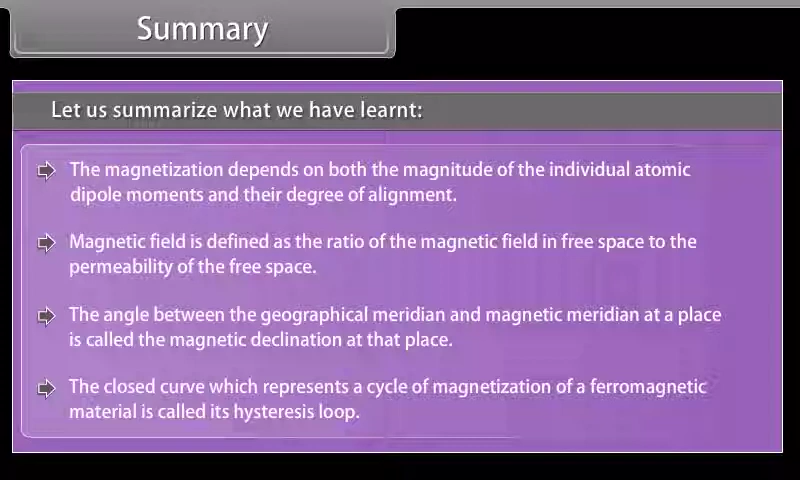 Summary
Let us summarize what we have learnt:
The magnetization depends on both the magnitude of the individual atomic
dipole moments and their degree of alignment.
Magnetic field is defined as the ratio of the magnetic field in free space to the
permeability of the free space.
The angle between the geographical meridian and magnetic meridian at a place
is called the magnetic declination at that place.
The closed curve which represents a cycle of magnetization of a ferromagnetic
material is called its hysteresis loop.